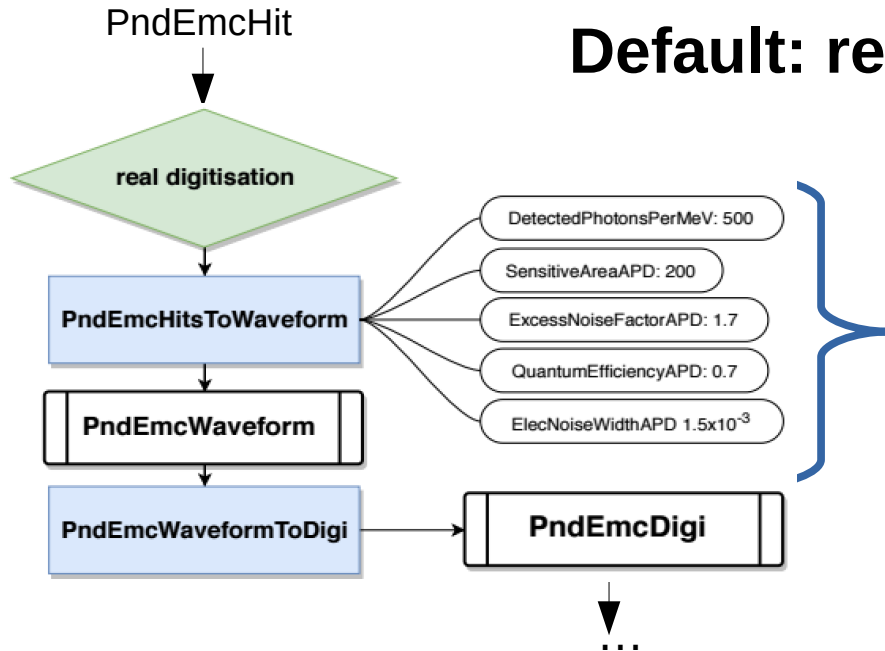 PndEmcHit
Default: re
real digitisation
DetectedPhotonsPerMeV: 500
SensitiveAreaAPD: 200
PndEmcHitsToWaveform
ExcessNoiseFactorAPD: 1.7
QuantumEfficiencyAPD: 0.7
PndEmcWaveform
ElecNoiseWidthAPD 1.5x10⁻³
PndEmcWaveformToDigi
PndEmcDigi
...